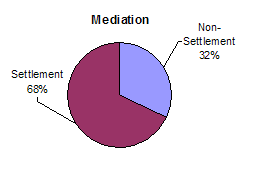 Mediation
Non-
Settlement
32%
Settlement
68%